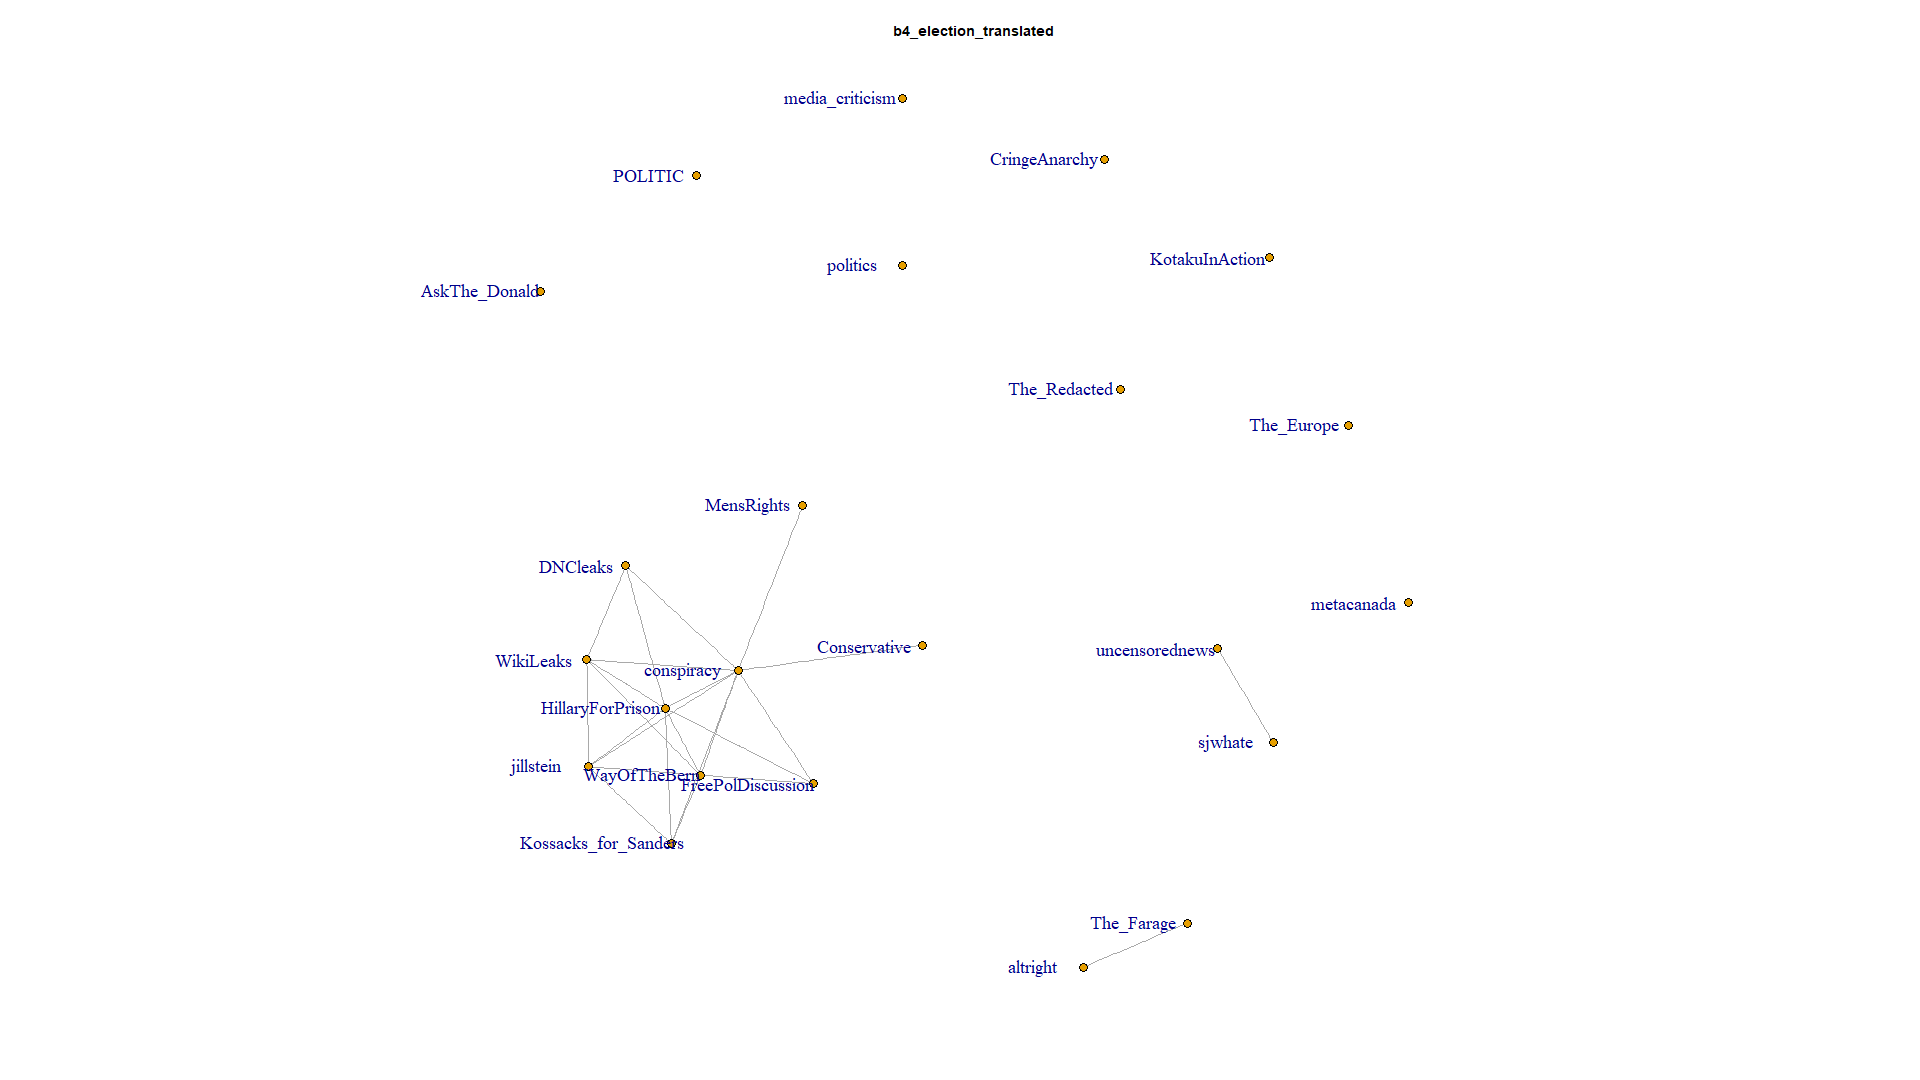 b4_election_translated
media_criticism
CringeAnarchy
POLITIC
KotakuInAction
politics
AskThe_Donald
The_Redacted
The_Europe
MensRights
DNCleaks
metacanada
Conservative
uncensorednews
WikiLeaks
conspiracy
HillaryForPrison
sjwhate
jillstein
WayOfTheBern
FreePolDiscussion
Kossacks_for_Sanders
The_Farage
altright